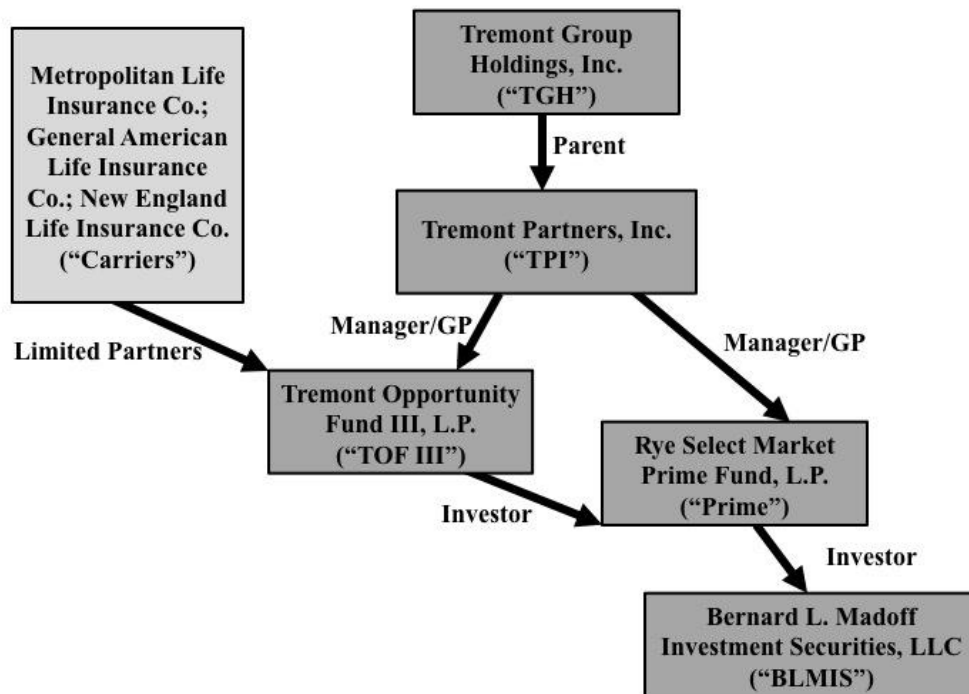 Tremont Group
Holdings, Inc.
(“TGH”)
Metropolitan Life
Insurance Co.;
General American
Life Insurance
Co.; New England
Life Insurance Co.
(“Carriers”)
Parent
Tremont Partners, Inc.
(“TPI”)
Manager/GP
Manager/GP
Limited Partners
Tremont Opportunity
Fund III, L.P.
(“TOF III”)
Rye Select Market
Prime Fund, L.P.
(“Prime”)
Investor
Investor
Bernard L. Madoff
Investment Securities, LLC
(“BLMIS”)